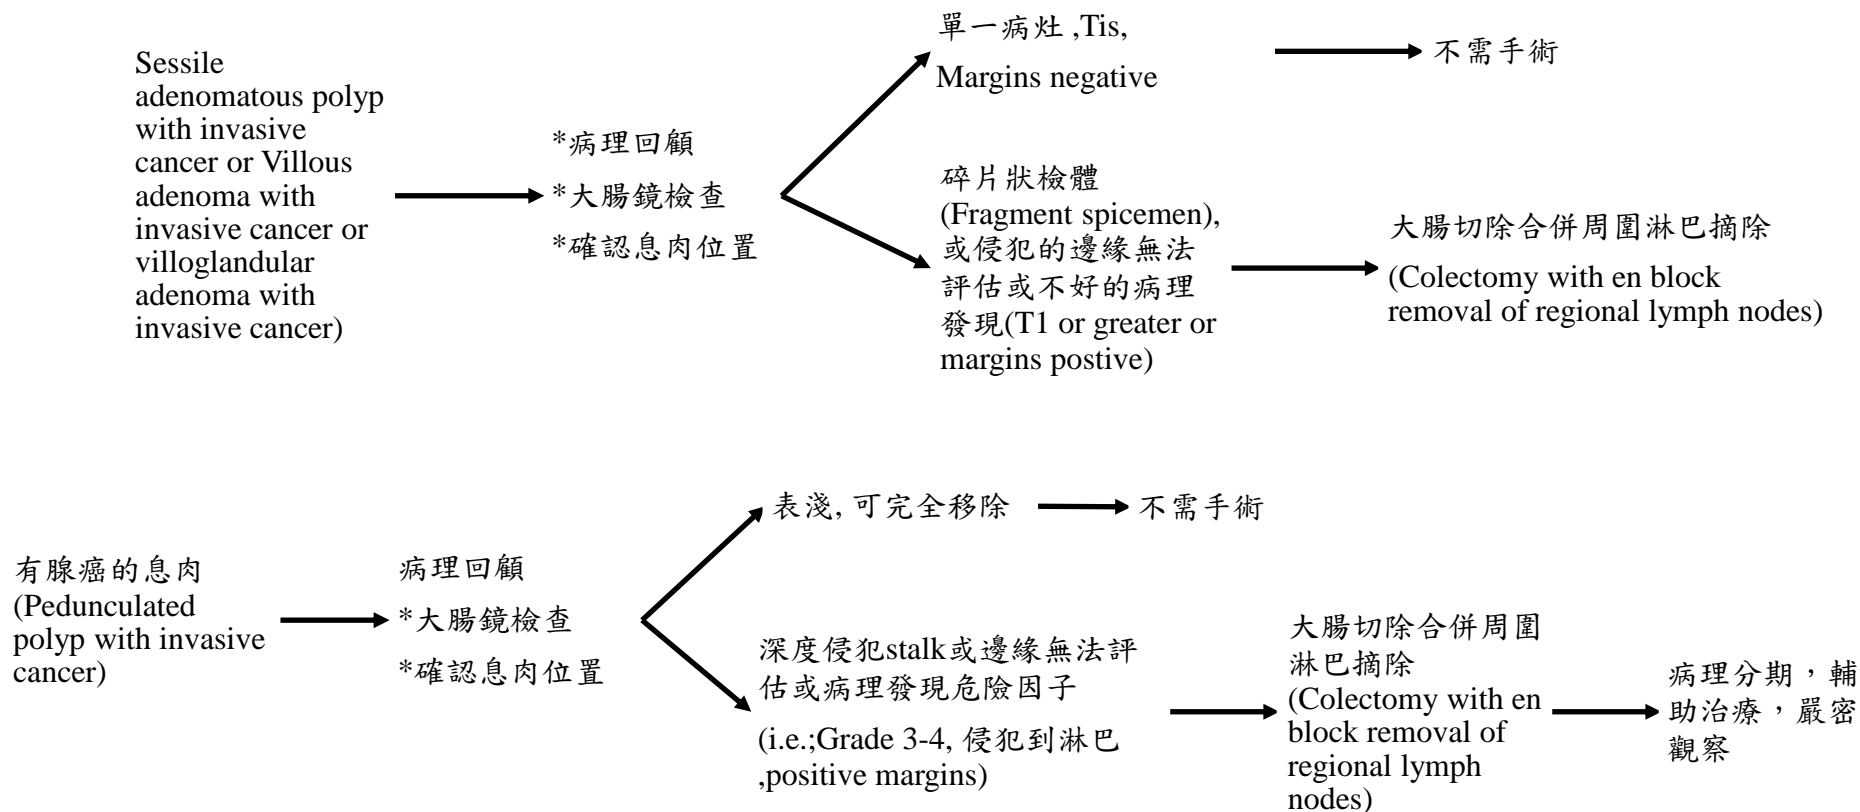 Sessile
adenomatous polyp
with invasive
cancer or Villous
adenoma with
invasive cancer or
villoglandular
adenoma with
invasive cancer)
*病理回顧
*大腸鏡檢查
*確認息肉位置
單一病灶 ,Tis,
Margins negative
不需手術
碎片狀檢體
(Fragment spicemen),
或侵犯的邊緣無法
評估或不好的病理
發現(T1 or greater or
margins postive)
大腸切除合併周圍淋巴摘除
(Colectomy with en block
removal of regional lymph nodes)
有腺癌的息肉
(Pedunculated
polyp with invasive
cancer)
病理回顧
*大腸鏡檢查
*確認息肉位置
表淺, 可完全移除
不需手術
深度侵犯stalk或邊緣無法評
估或病理發現危險因子
(i.e.;Grade 3-4, 侵犯到淋巴
,positive margins)
大腸切除合併周圍
淋巴摘除
(Colectomy with en
block removal of
regional lymph
nodes)
病理分期，輔
助治療，嚴密
觀察